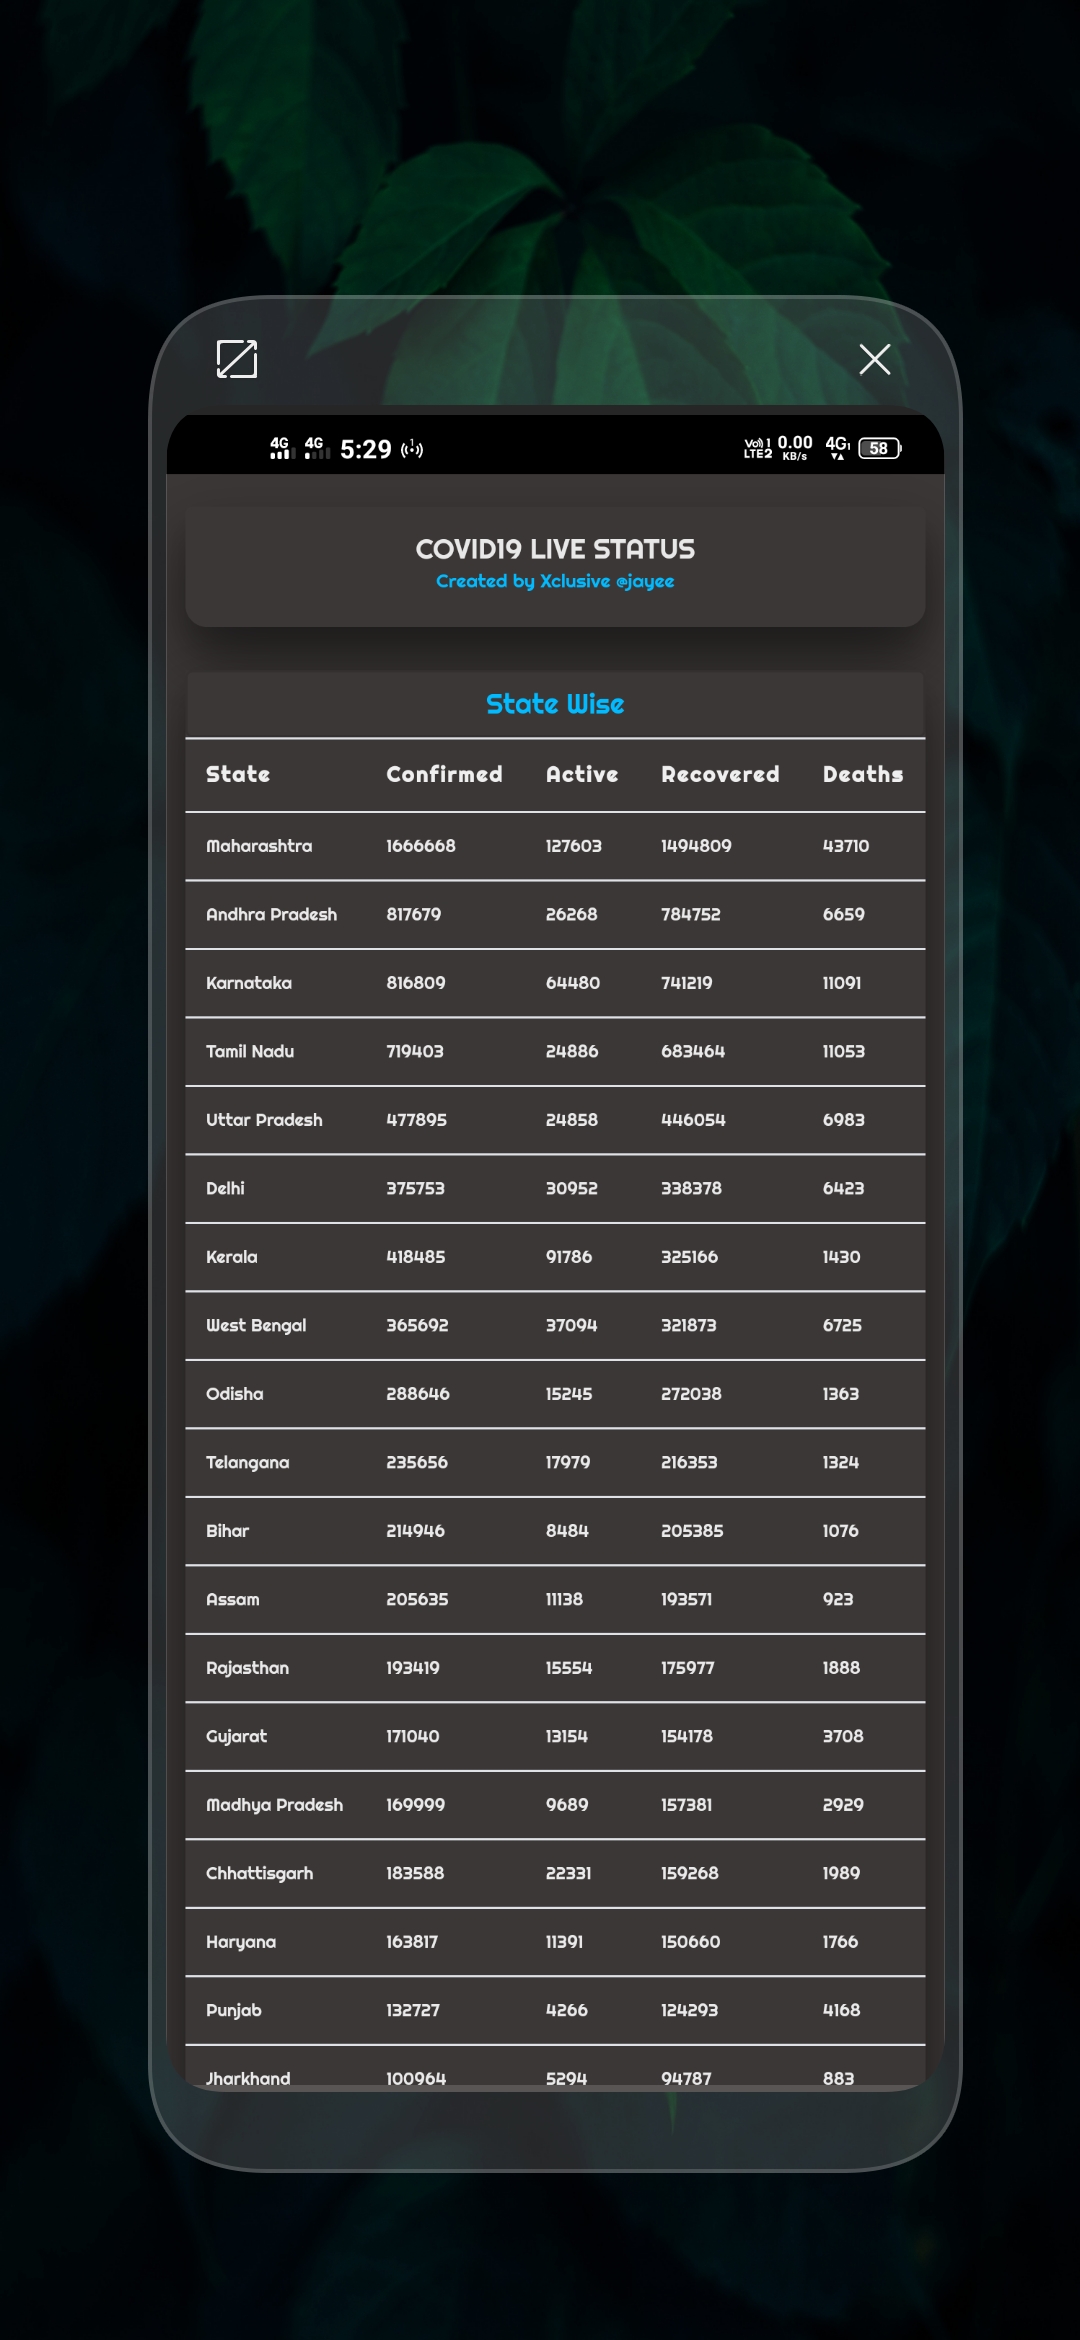 4G 4G 5:29 1 Vo) 1 LTE2 0.00 KB/s 4G 58
COVID19 LIVE STATUS
Created by Xclusive @jayee
State Wise
State Confirmed Active Recovered Deaths
Maharashtra 1666668 127603 1494809 43710
Andhra Pradesh 817679 26268 784752 6659
Karnataka 816809 64480 741219 11091
Tamil Nadu 719403 24886 683464 11053
Uttar Pradesh 477895 24858 446054 6983
Delhi 375753 30952 338378 6423
Kerala 418485 91786 325166 1430
West Bengal 365692 37094 321873 6725
Odisha 288646 15245 272038 1363
Telangana 235656 17979 216353 1324
Bihar 214946 8484 205385 1076
Assam 205635 11138 193571 923
Rajasthan 193419 15554 175977 1888
Gujarat 171040 13154 154178 3708
Madhya Pradesh 169999 9689 157381 2929
Chhattisgarh 183588 22331 159268 1989
Haryana 163817 11391 150660 1766
Punjab 132727 4266 124293 4168
Jharkhand 100964 5294 94787 883